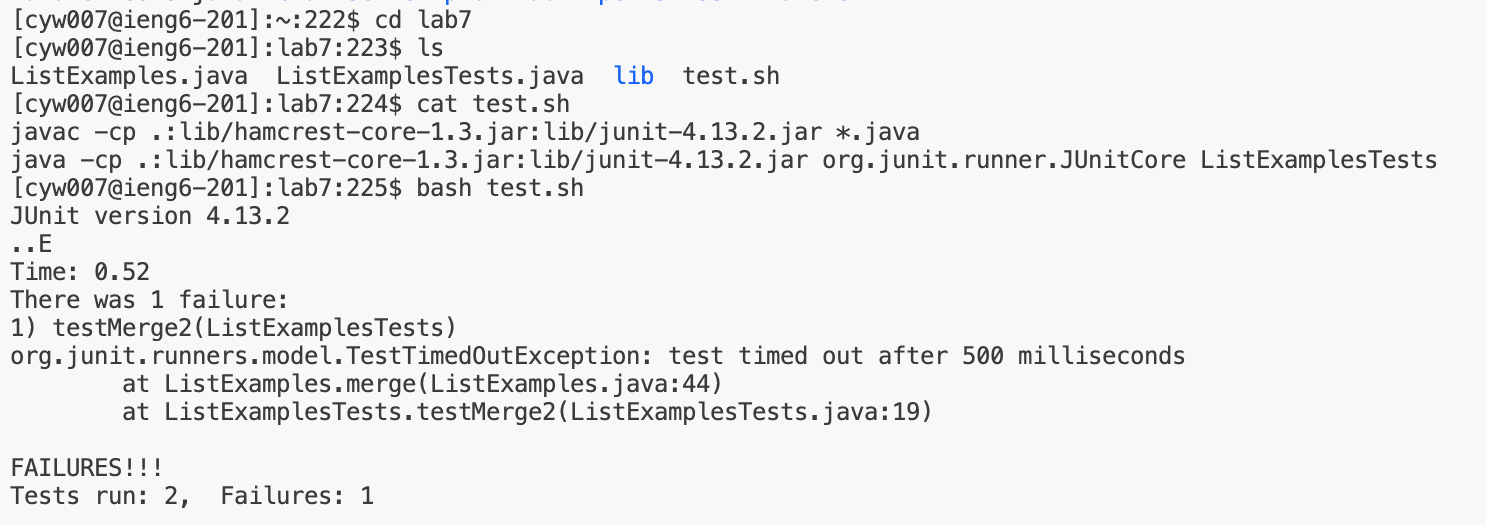 [cyw007@ieng6-201]:~:222$ cd lab7
[cyw007@ieng6-201]:lab7:223$ ls
ListExamples.java  ListExamplesTests.java  lib  test.sh
[cyw007@ieng6-201]:lab7:224$ cat test.sh
javac -cp .:lib/hamcrest-core-1.3.jar:lib/junit-4.13.2.jar *.java
java -cp .:lib/hamcrest-core-1.3.jar:lib/junit-4.13.2.jar org.junit.runner.JUnitCore ListExamplesTests
[cyw007@ieng6-201]:lab7:225$ bash test.sh
JUnit version 4.13.2
..E
Time: 0.52
There was 1 failure:
1) testMerge2(ListExamplesTests)
org.junit.runners.model.TestTimedOutException: test timed out after 500 milliseconds
        at ListExamples.merge(ListExamples.java:44)
        at ListExamplesTests.testMerge2(ListExamplesTests.java:19)

FAILURES!!!
Tests run: 2,  Failures: 1